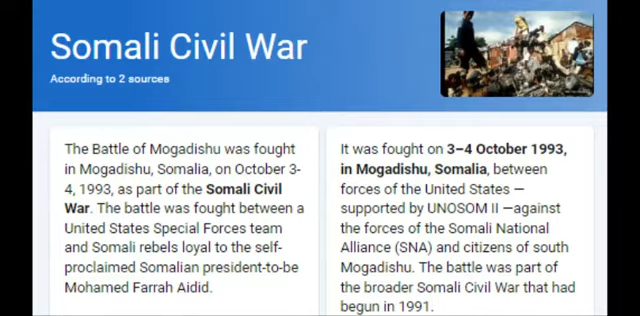 Somali Civil War
According to 2 sources
The Battle of Mogadishu was fought
in Mogadishu, Somalia, on October 3-
4, 1993, as part of the Somali Civil
War. The battle was fought between a
United States Special Forces team
and Somali rebels loyal to the self-
proclaimed Somalian president-to-be
Mohamed Farrah Aidid.
It was fought on 3–4 October 1993,
in Mogadishu, Somalia, between
forces of the United States —
supported by UNOSOM II —against
the forces of the Somali National
Alliance (SNA) and citizens of south
Mogadishu. The battle was part of
the broader Somali Civil War that had
begun in 1991.